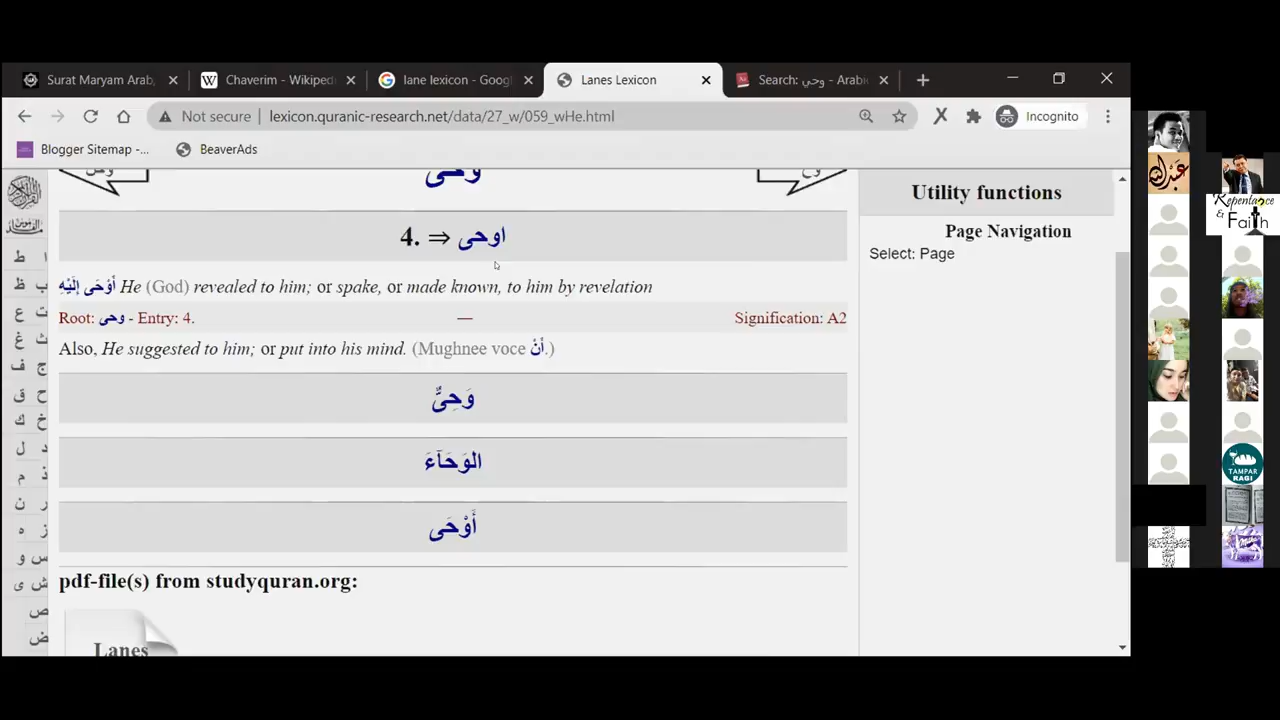 Surat Maryam Arab
Chaverim - Wikiped
lane lexicon - Googl
Lanes Lexicon
Search: وحي - Arabi
Not secure | lexicon.quranic-research.net/data/27_w/059_wHe.html
Incognito
Blogger Sitemap -...
BeaverAds
وحى
4. ⇒ اوحى
أَوْحَى إِلَيْهِ He (God) revealed to him; or spake, or made known, to him by revelation
Root: وحى - Entry: 4. — Signification: A2
Also, He suggested to him; or put into his mind. (Mughnee voce أَنْ.)
وَحِىٌّ
الوَحَآءَ
أَوْحَى
pdf-file(s) from studyquran.org:
Lanes
Utility functions
Page Navigation
Select: Page
ا ط
ب ظ
ت ع
ث غ
ج ف
ح ق
خ ك
د ل
ذ م
ر ن
ز ه
س و
ش ى
ص
ض
Repentance
& Faith
TAMPAR
RAGI